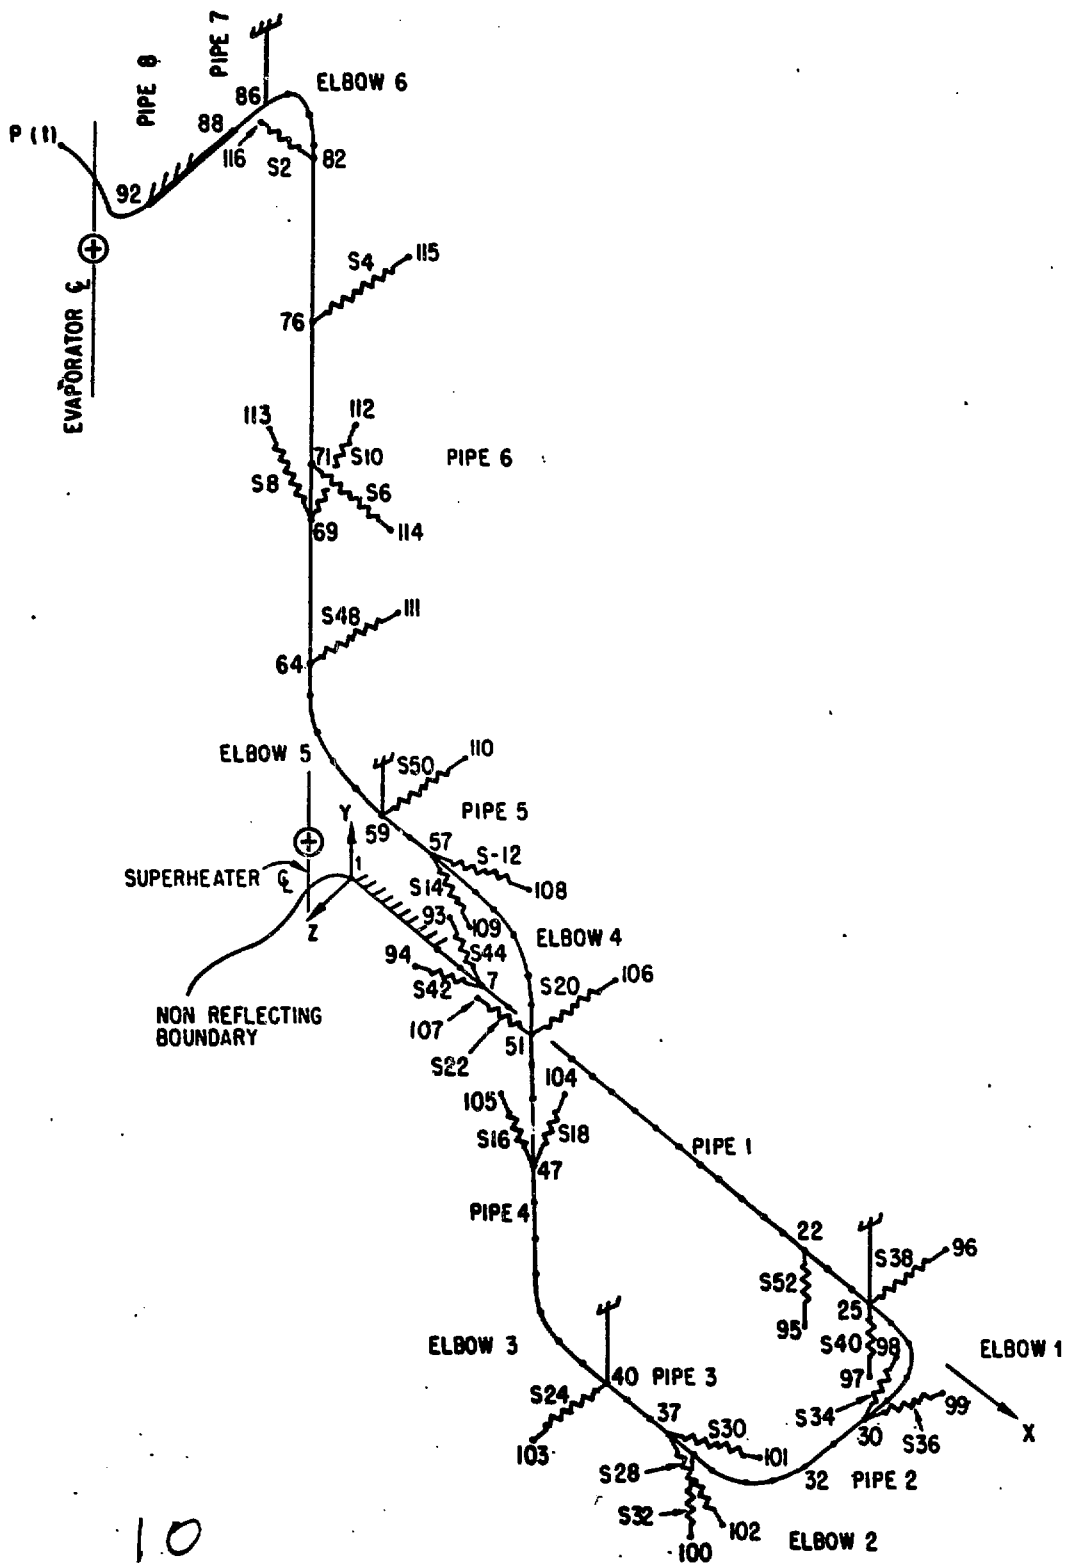 PIPE 7
PIPE 8
ELBOW 6
86
88
P (t)
116
S2
82
92
S4
115
76
EVAPORATOR ℄
113
112
71
S10
PIPE 6
S8
S6
69
114
S48
111
64
ELBOW 5
S50
110
Y
PIPE 5
59
57
S-12
1
SUPERHEATER ℄
S14
108
93
109
Z
ELBOW 4
94
S44
S20
106
S42
7
NON REFLECTING
BOUNDARY
107
51
S22
104
105
S16
S18
PIPE 1
47
PIPE 4
22
S38
96
S52
25
95
S40
98
ELBOW 1
ELBOW 3
97
40
PIPE 3
S24
37
S34
99
X
S30
30
S36
103
101
S28
32
PIPE 2
S32
102
100
ELBOW 2
10